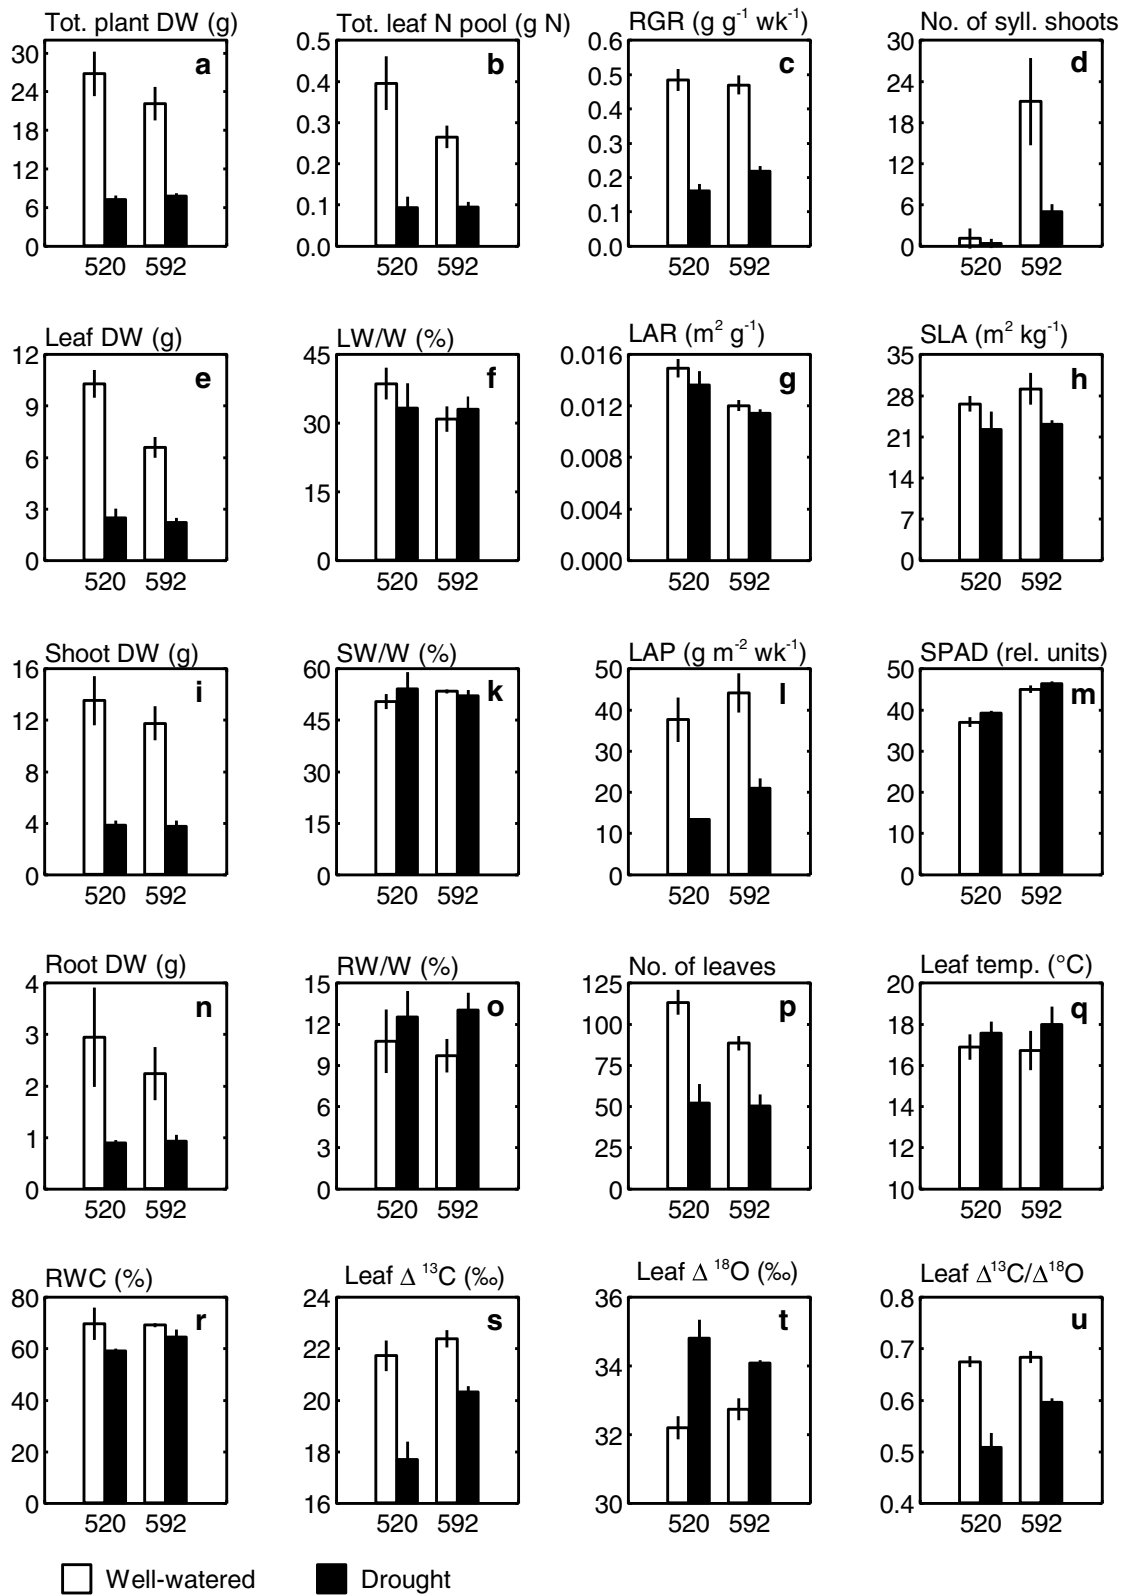 Tot. plant DW (g) Tot. leaf N pool (g N) RGR (g g⁻¹ wk⁻¹) No. of syll. shoots
30 24 18 12 6 0 a 520 592
0.5 0.4 0.3 0.2 0.1 0.0 b 520 592
0.6 0.5 0.4 0.3 0.2 0.1 0.0 c 520 592
30 24 18 12 6 0 d 520 592
Leaf DW (g) LW/W (%) LAR (m² g⁻¹) SLA (m² kg⁻¹)
12 9 6 3 0 e 520 592
45 30 15 0 f 520 592
0.016 0.012 0.008 0.004 0.000 g 520 592
35 28 21 14 7 0 h 520 592
Shoot DW (g) SW/W (%) LAP (g m⁻² wk⁻¹) SPAD (rel. units)
16 12 8 4 0 i 520 592
60 45 30 15 0 k 520 592
50 40 30 20 10 0 l 520 592
50 40 30 20 10 0 m 520 592
Root DW (g) RW/W (%) No. of leaves Leaf temp. (°C)
4 3 2 1 0 n 520 592
15 12 9 6 3 0 o 520 592
125 100 75 50 25 0 p 520 592
20 18 16 14 12 10 q 520 592
RWC (%) Leaf Δ ¹³C (‰) Leaf Δ ¹⁸O (‰) Leaf Δ¹³C/Δ¹⁸O
80 60 40 20 0 r 520 592
24 22 20 18 16 s 520 592
36 34 32 30 t 520 592
0.8 0.7 0.6 0.5 0.4 u 520 592
Well-watered Drought